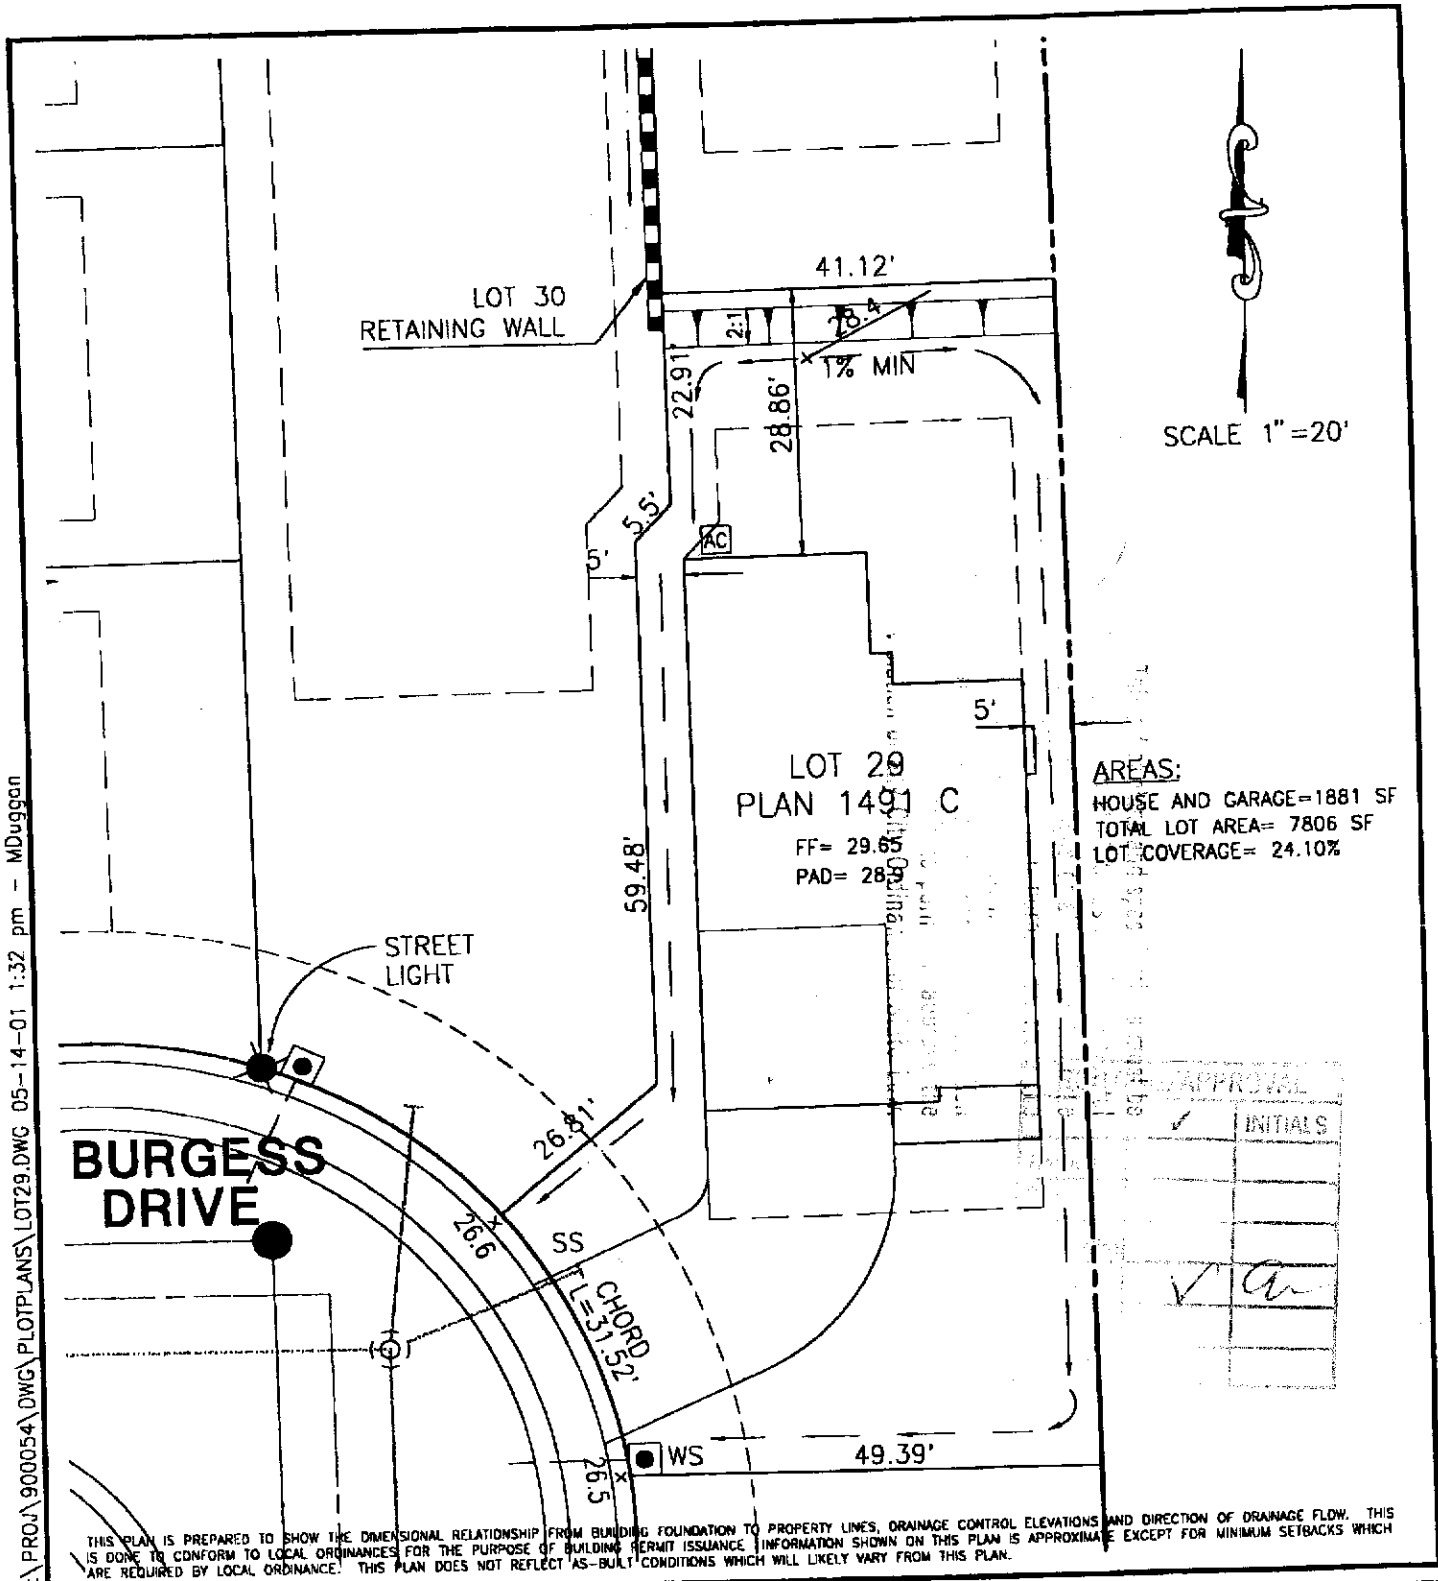 41.12'
LOT 30
RETAINING WALL
2:1
28.4
1% MIN
22.91'
28.86'
SCALE 1"=20'
5.5'
AC
5'
5'
LOT 29
PLAN 1491 C
FF= 29.65
PAD= 28.9
AREAS:
HOUSE AND GARAGE=1881 SF
TOTAL LOT AREA= 7806 SF
LOT COVERAGE= 24.10%
59.48'
STREET
LIGHT
APPROVAL
INITIALS
26.81'
BURGESS
DRIVE
26.6
SS
CHORD
L=31.52'
26.5
WS
49.39'
\PROJ\900054\DWG\PLOTPLANS\LOT29.DWG 05-14-01 1:32 pm - MDuggan
THIS PLAN IS PREPARED TO SHOW THE DIMENSIONAL RELATIONSHIP FROM BUILDING FOUNDATION TO PROPERTY LINES, DRAINAGE CONTROL ELEVATIONS AND DIRECTION OF DRAINAGE FLOW. THIS
IS DONE TO CONFORM TO LOCAL ORDINANCES FOR THE PURPOSE OF BUILDING PERMIT ISSUANCE INFORMATION SHOWN ON THIS PLAN IS APPROXIMATE EXCEPT FOR MINIMUM SETBACKS WHICH
ARE REQUIRED BY LOCAL ORDINANCE. THIS PLAN DOES NOT REFLECT AS-BUILT CONDITIONS WHICH WILL LIKELY VARY FROM THIS PLAN.